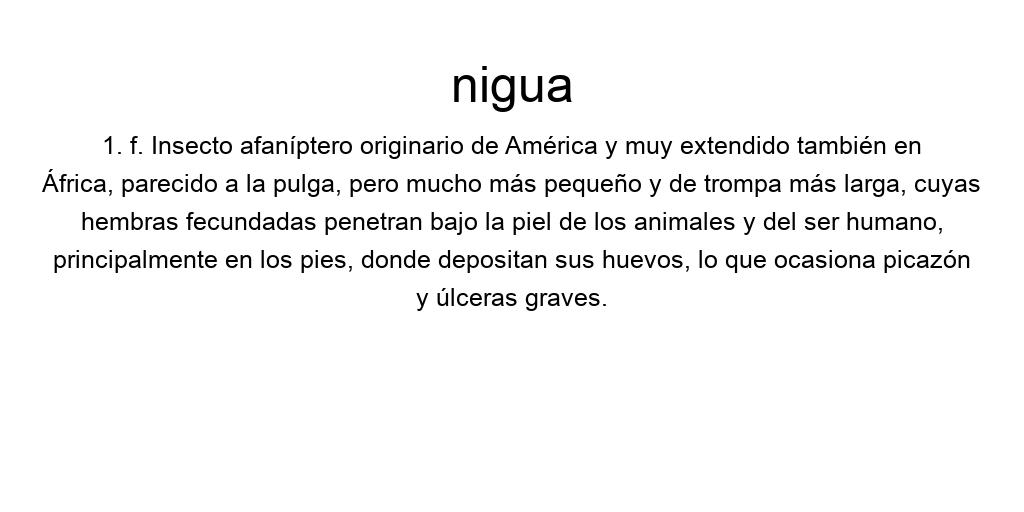 nigua
1. f. Insecto afaníptero originario de América y muy extendido también en
África, parecido a la pulga, pero mucho más pequeño y de trompa más larga, cuyas
hembras fecundadas penetran bajo la piel de los animales y del ser humano,
principalmente en los pies, donde depositan sus huevos, lo que ocasiona picazón
y úlceras graves.